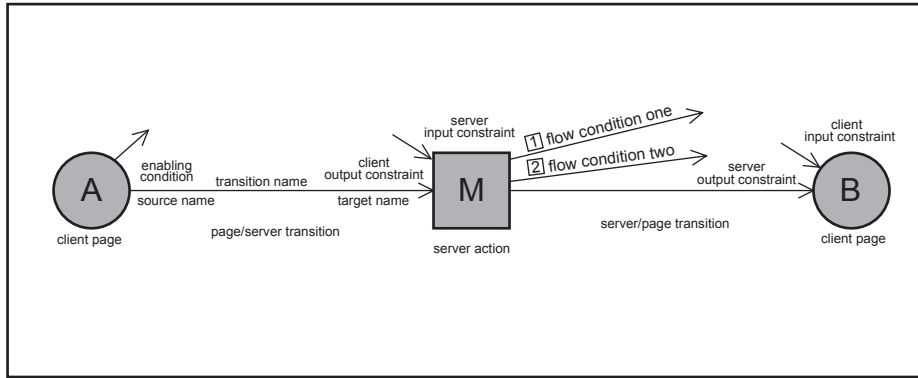 A
client page
enabling
condition
source name
transition name
page/server transition
client
output constraint
target name
server
input constraint
M
server action
1 flow condition one
2 flow condition two
server/page transition
server
output constraint
client
input constraint
B
client page